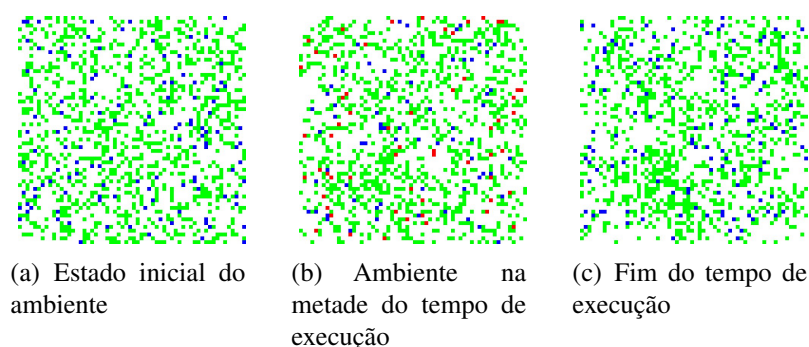 (a) Estado inicial do
ambiente
(b) Ambiente na
metade do tempo de
execução
(c) Fim do tempo de
execução